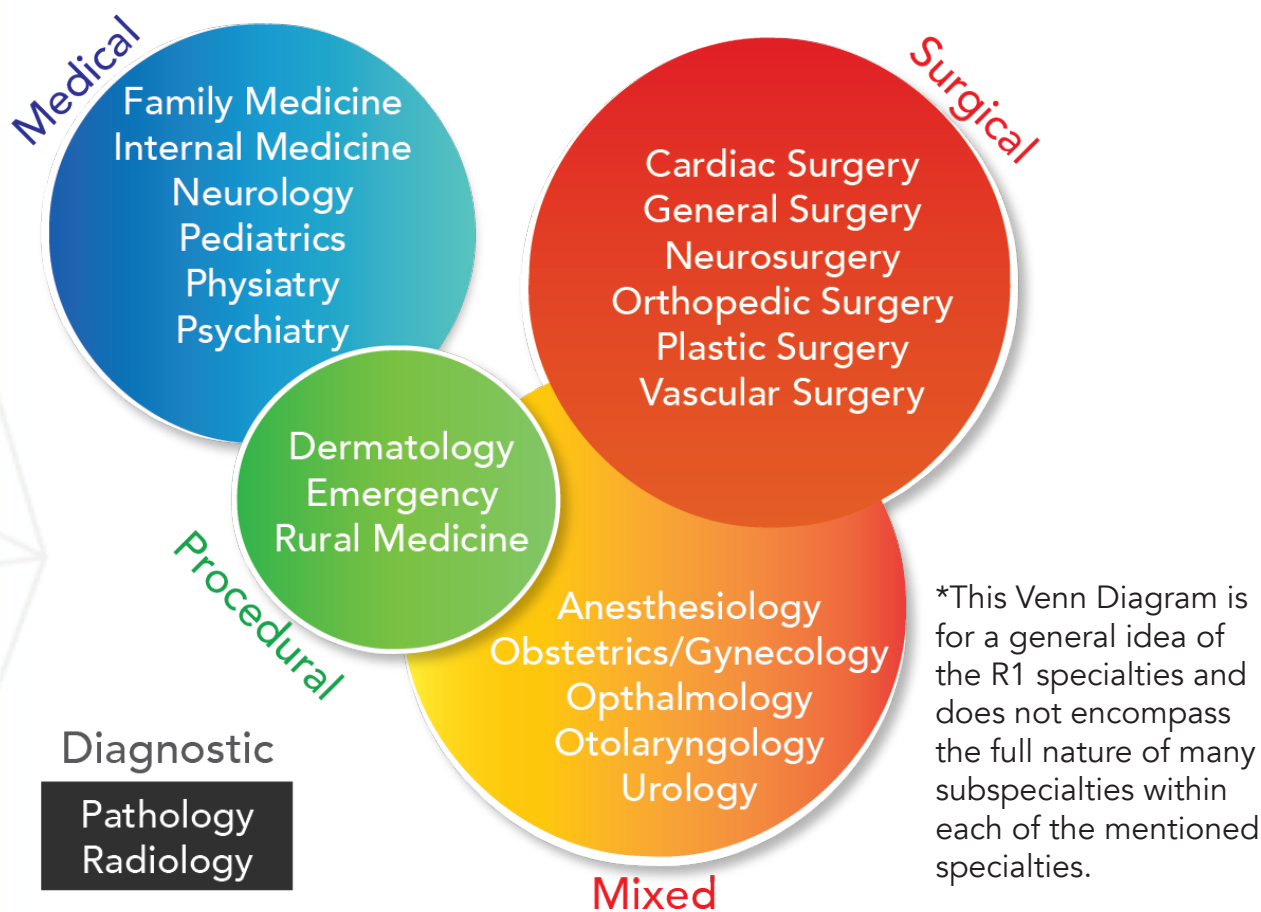 Medical
Family Medicine
Internal Medicine
Neurology
Pediatrics
Physiatry
Psychiatry
Surgical
Cardiac Surgery
General Surgery
Neurosurgery
Orthopedic Surgery
Plastic Surgery
Vascular Surgery
Procedural
Dermatology
Emergency
Rural Medicine
Anesthesiology
Obstetrics/Gynecology
Opthalmology
Otolaryngology
Urology
Mixed
Diagnostic
Pathology
Radiology
*This Venn Diagram is
for a general idea of
the R1 specialties and
does not encompass
the full nature of many
subspecialties within
each of the mentioned
specialties.